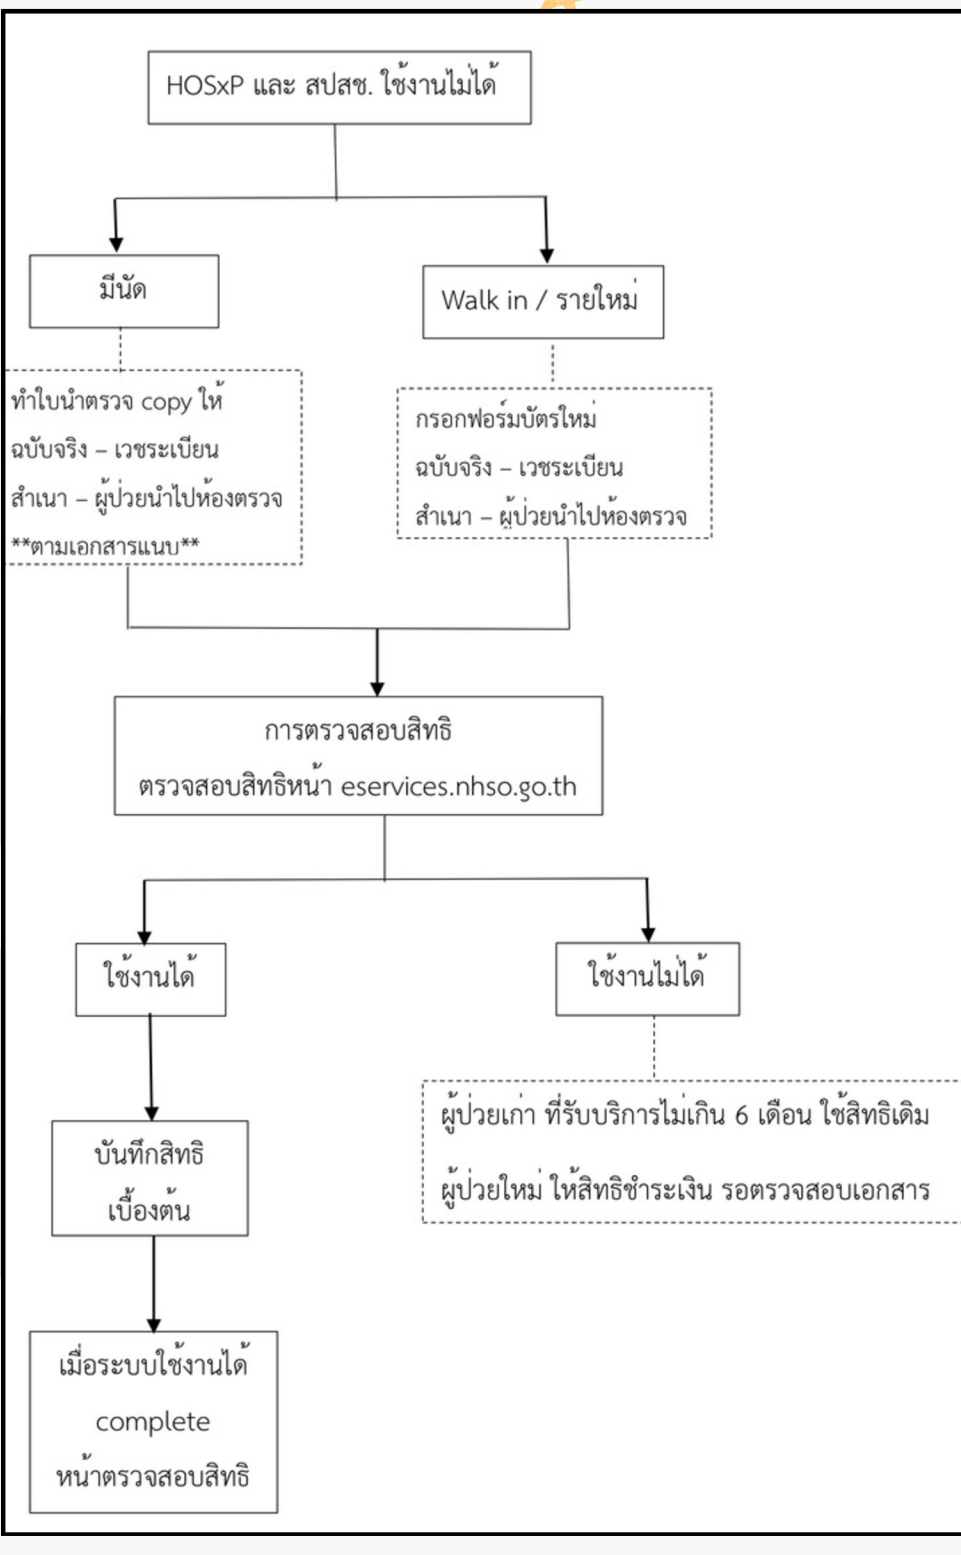 HOSxP และ สปสช. ใช้งานไม่ได้
มีนัด
Walk in / รายใหม่
ทำใบนำตรวจ copy ให้
ฉบับจริง – เวชระเบียน
สำเนา – ผู้ป่วยนำไปห้องตรวจ
**ตามเอกสารแนบ**
กรอกฟอร์มบัตรใหม่
ฉบับจริง – เวชระเบียน
สำเนา – ผู้ป่วยนำไปห้องตรวจ
การตรวจสอบสิทธิ
ตรวจสอบสิทธิหน้า eservices.nhso.go.th
ใช้งานได้
ใช้งานไม่ได้
ผู้ป่วยเก่า ที่รับบริการไม่เกิน 6 เดือน ใช้สิทธิเดิม
ผู้ป่วยใหม่ ให้สิทธิชำระเงิน รอตรวจสอบเอกสาร
บันทึกสิทธิ
เบื้องต้น
เมื่อระบบใช้งานได้
complete
หน้าตรวจสอบสิทธิ